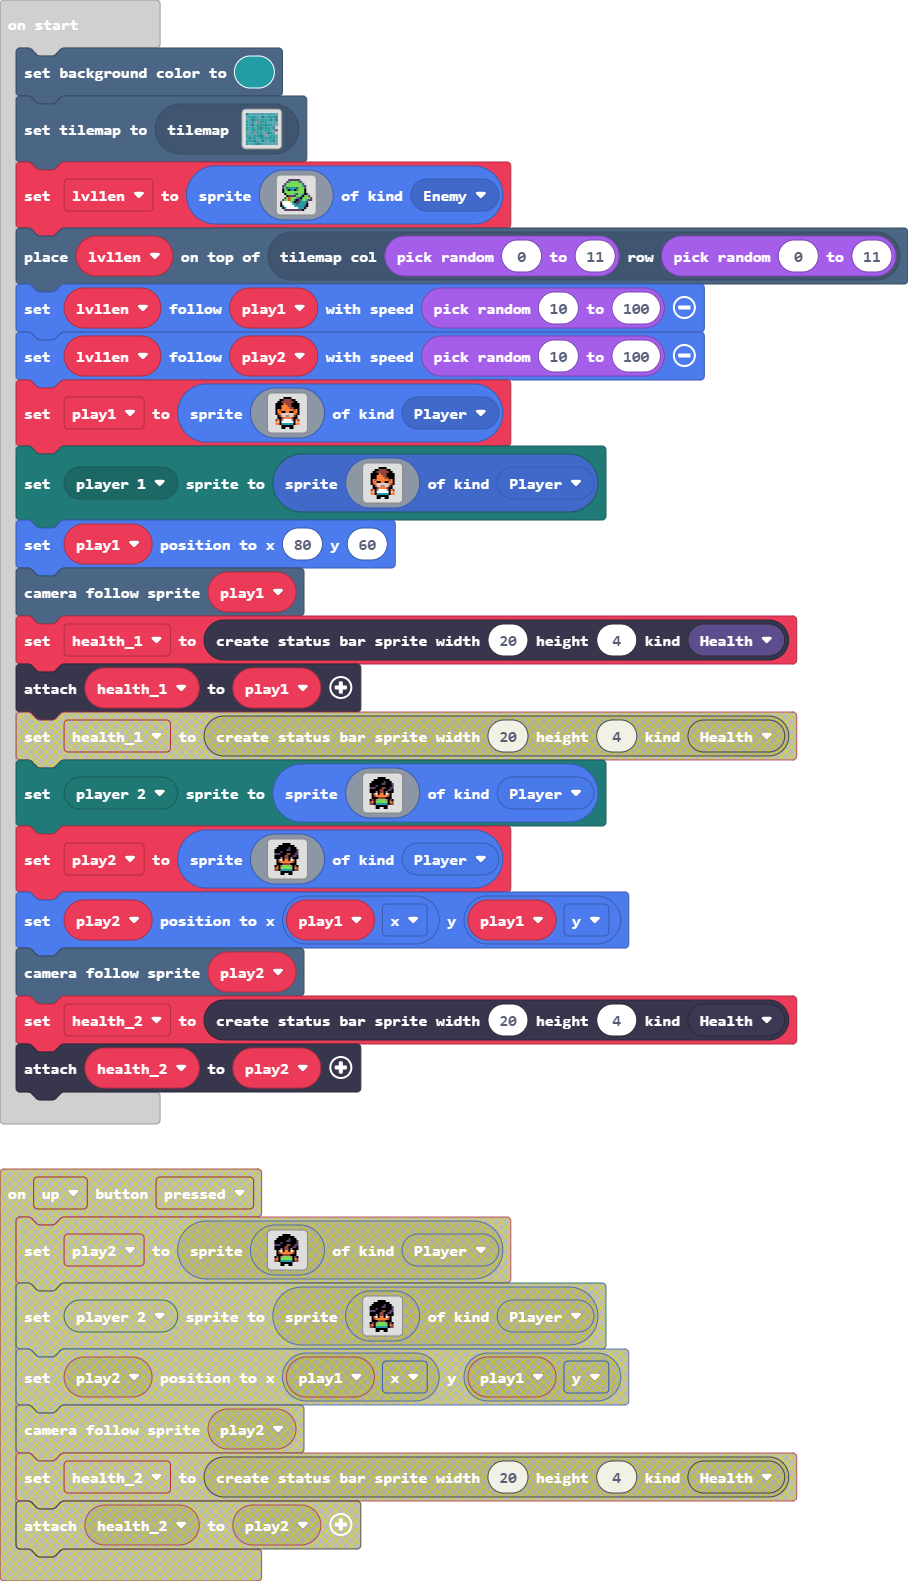 on start
set background color to
set tilemap to tilemap
set lvl1en to sprite of kind Enemy
place lvl1en on top of tilemap col pick random 0 to 11 row pick random 0 to 11
set lvl1en follow play1 with speed pick random 10 to 100
set lvl1en follow play2 with speed pick random 10 to 100
set play1 to sprite of kind Player
set player 1 sprite to sprite of kind Player
set play1 position to x 80 y 60
camera follow sprite play1
set health_1 to create status bar sprite width 20 height 4 kind Health
attach health_1 to play1
set health_1 to create status bar sprite width 20 height 4 kind Health
set player 2 sprite to sprite of kind Player
set play2 to sprite of kind Player
set play2 position to x play1 x y play1 y
camera follow sprite play2
set health_2 to create status bar sprite width 20 height 4 kind Health
attach health_2 to play2
on up button pressed
set play2 to sprite of kind Player
set player 2 sprite to sprite of kind Player
set play2 position to x play1 x y play1 y
camera follow sprite play2
set health_2 to create status bar sprite width 20 height 4 kind Health
attach health_2 to play2